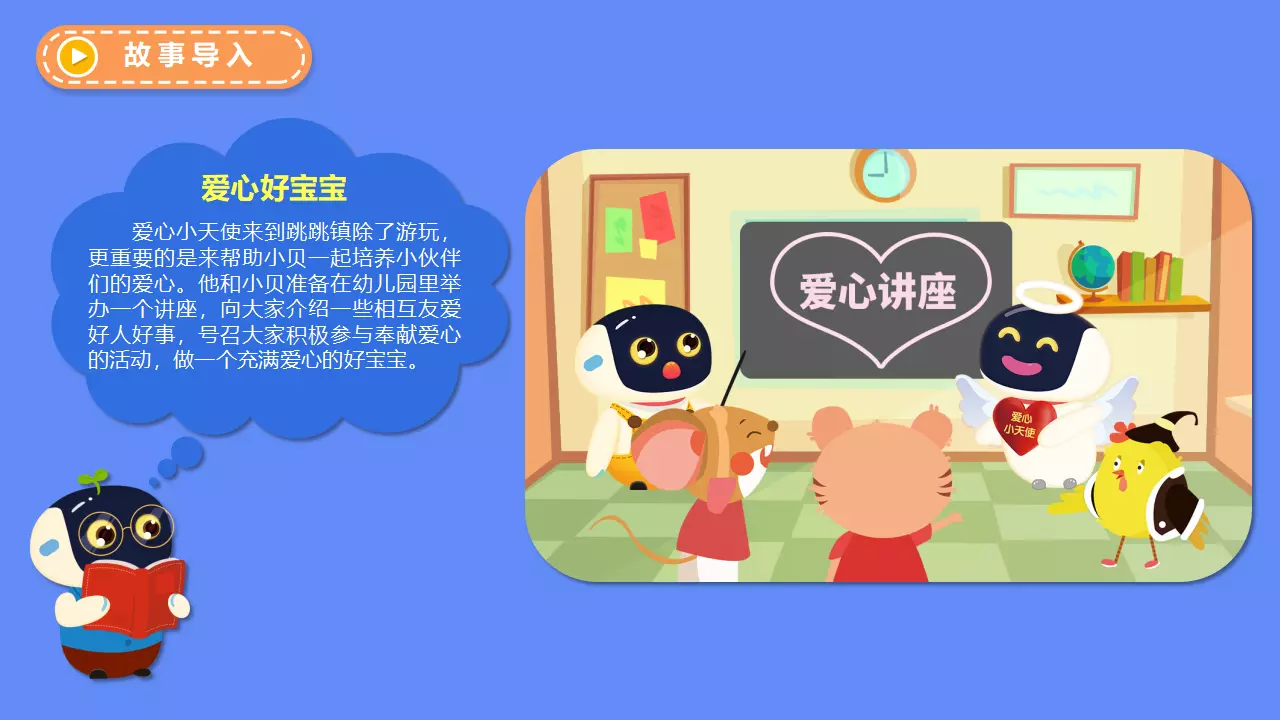 故事导入
爱心好宝宝
爱心小天使来到跳跳镇除了游玩，
更重要的是来帮助小贝一起培养小伙伴
们的爱心。他和小贝准备在幼儿园里举
办一个讲座，向大家介绍一些相互友爱
好人好事，号召大家积极参与奉献爱心
的活动，做一个充满爱心的好宝宝。
爱心讲座
爱心
小天使